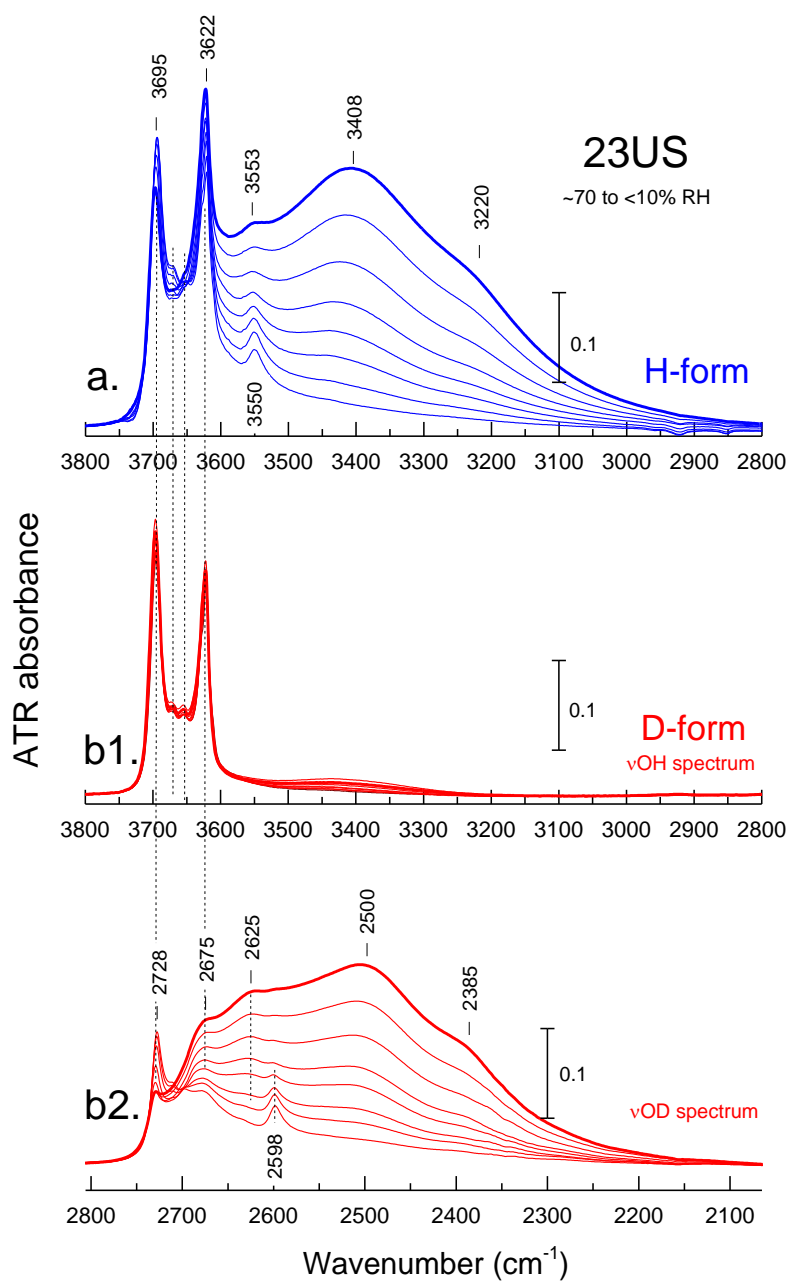 3695
3622
3553
3408
3220
23US
~70 to <10% RH
0.1
a.
H-form
3550
3800 3700 3600 3500 3400 3300 3200 3100 3000 2900 2800
ATR absorbance
0.1
b1.
D-form
νOH spectrum
3800 3700 3600 3500 3400 3300 3200 3100 3000 2900 2800
2728
2675
2625
2500
2385
0.1
b2.
νOD spectrum
2598
2800 2700 2600 2500 2400 2300 2200 2100
Wavenumber (cm⁻¹)